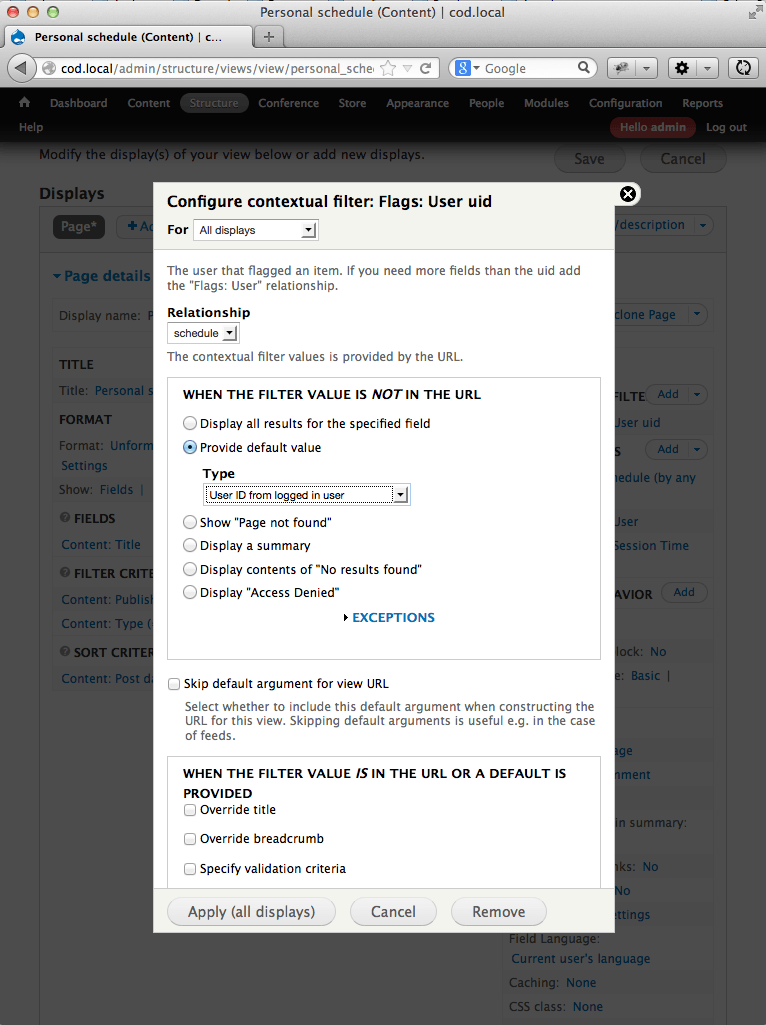 Personal schedule (Content) | cod.local
Personal schedule (Content) | c...
cod.local/admin/structure/views/view/personal_sche
Google
Dashboard Content Structure Conference Store Appearance People Modules Configuration Reports
Help Hello admin Log out
Modify the display(s) of your view below or add new displays. Save Cancel
Displays
Page*
/description
Page details
Display name:
clone Page
TITLE
Title: Personal s
FORMAT
Format: Unform
Settings
Show: Fields |
FIELDS
Content: Title
FILTER CRITE
Content: Publish
Content: Type (
SORT CRITER
Content: Post da
Configure contextual filter: Flags: User uid
For All displays
The user that flagged an item. If you need more fields than the uid add
the "Flags: User" relationship.
Relationship
schedule
The contextual filter values is provided by the URL.
WHEN THE FILTER VALUE IS NOT IN THE URL
Display all results for the specified field
Provide default value
Type
User ID from logged in user
Show "Page not found"
Display a summary
Display contents of "No results found"
Display "Access Denied"
EXCEPTIONS
Skip default argument for view URL
Select whether to include this default argument when constructing the
URL for this view. Skipping default arguments is useful e.g. in the case
of feeds.
WHEN THE FILTER VALUE IS IN THE URL OR A DEFAULT IS
PROVIDED
Override title
Override breadcrumb
Specify validation criteria
Apply (all displays) Cancel Remove
FILTE Add
User uid
S Add
hedule (by any
User
Session Time
AVIOR Add
lock: No
e: Basic |
age
mment
in summary:
nks: No
No
ettings
Field Language:
Current user's language
Caching: None
CSS class: None